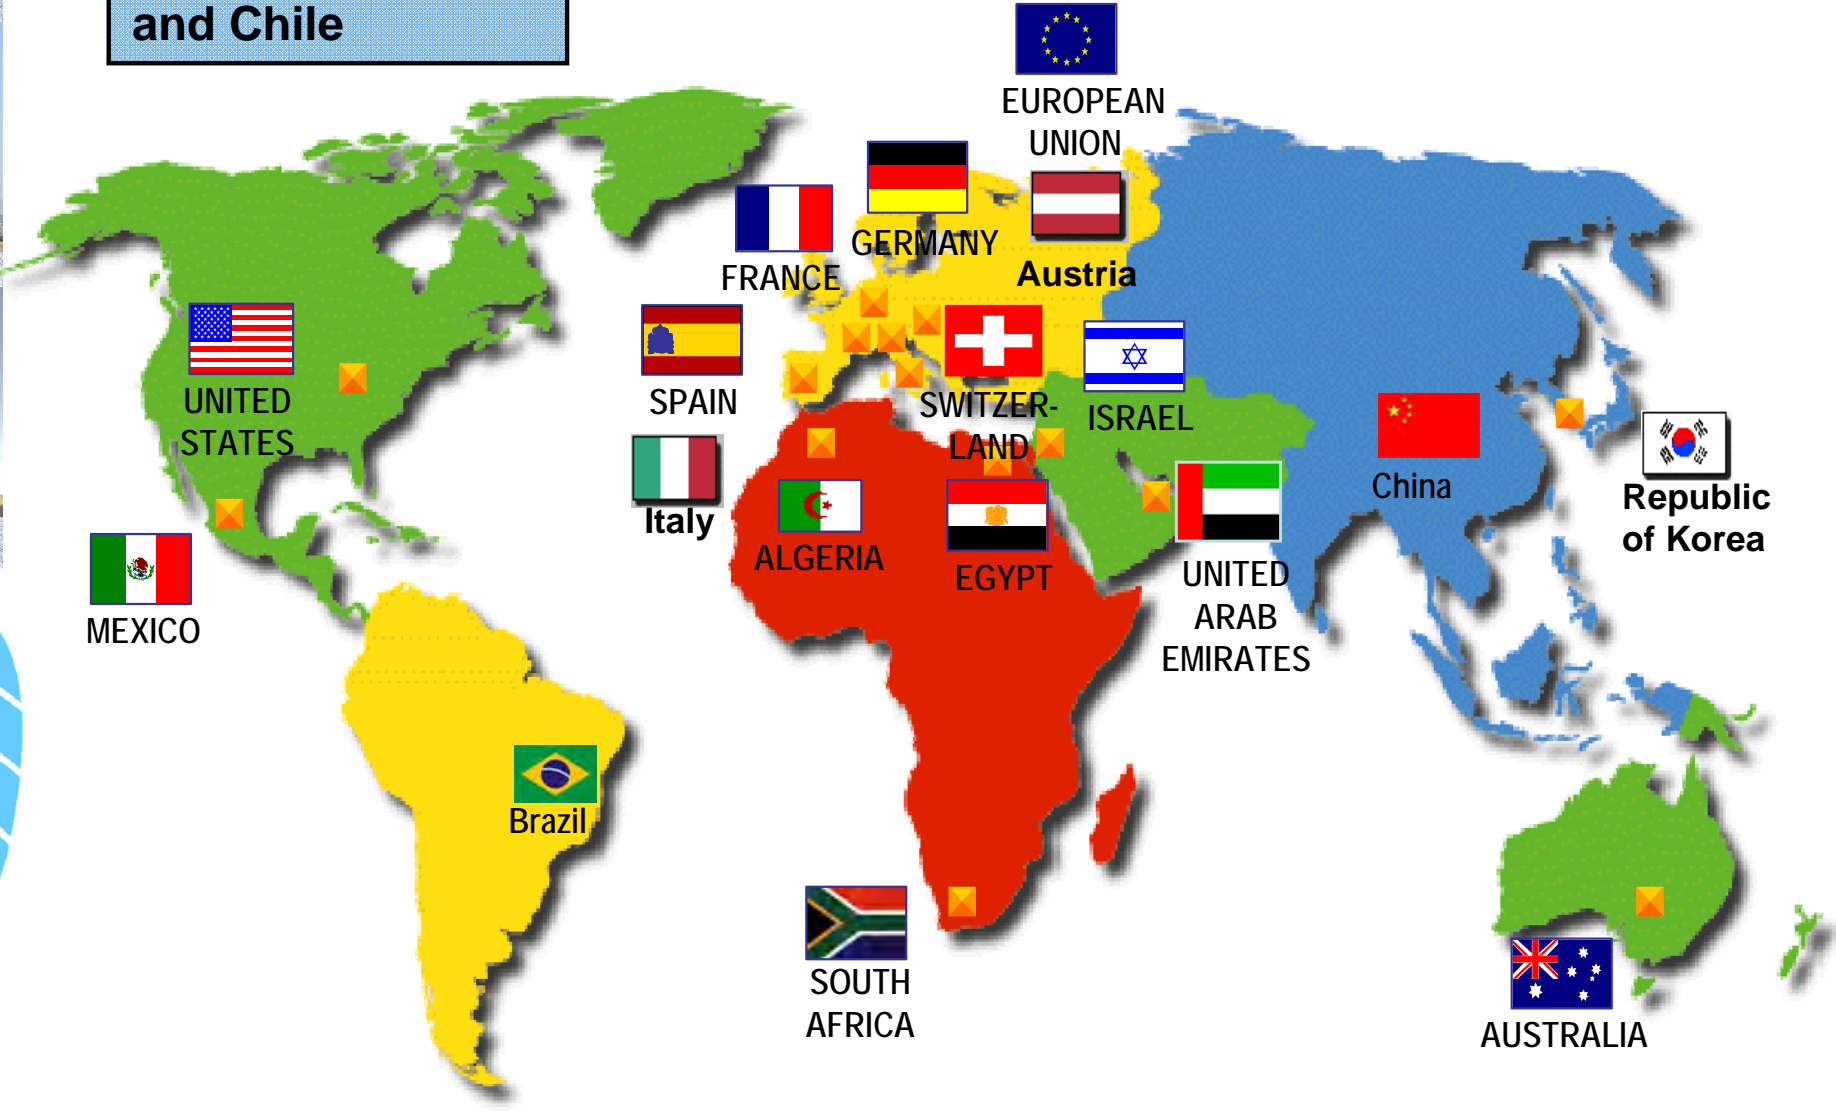 and Chile
EUROPEAN
UNION
GERMANY
FRANCE
Austria
UNITED
STATES
SPAIN
SWITZER-
LAND
ISRAEL
Italy
China
Republic
of Korea
MEXICO
ALGERIA
EGYPT
UNITED
ARAB
EMIRATES
Brazil
SOUTH
AFRICA
AUSTRALIA